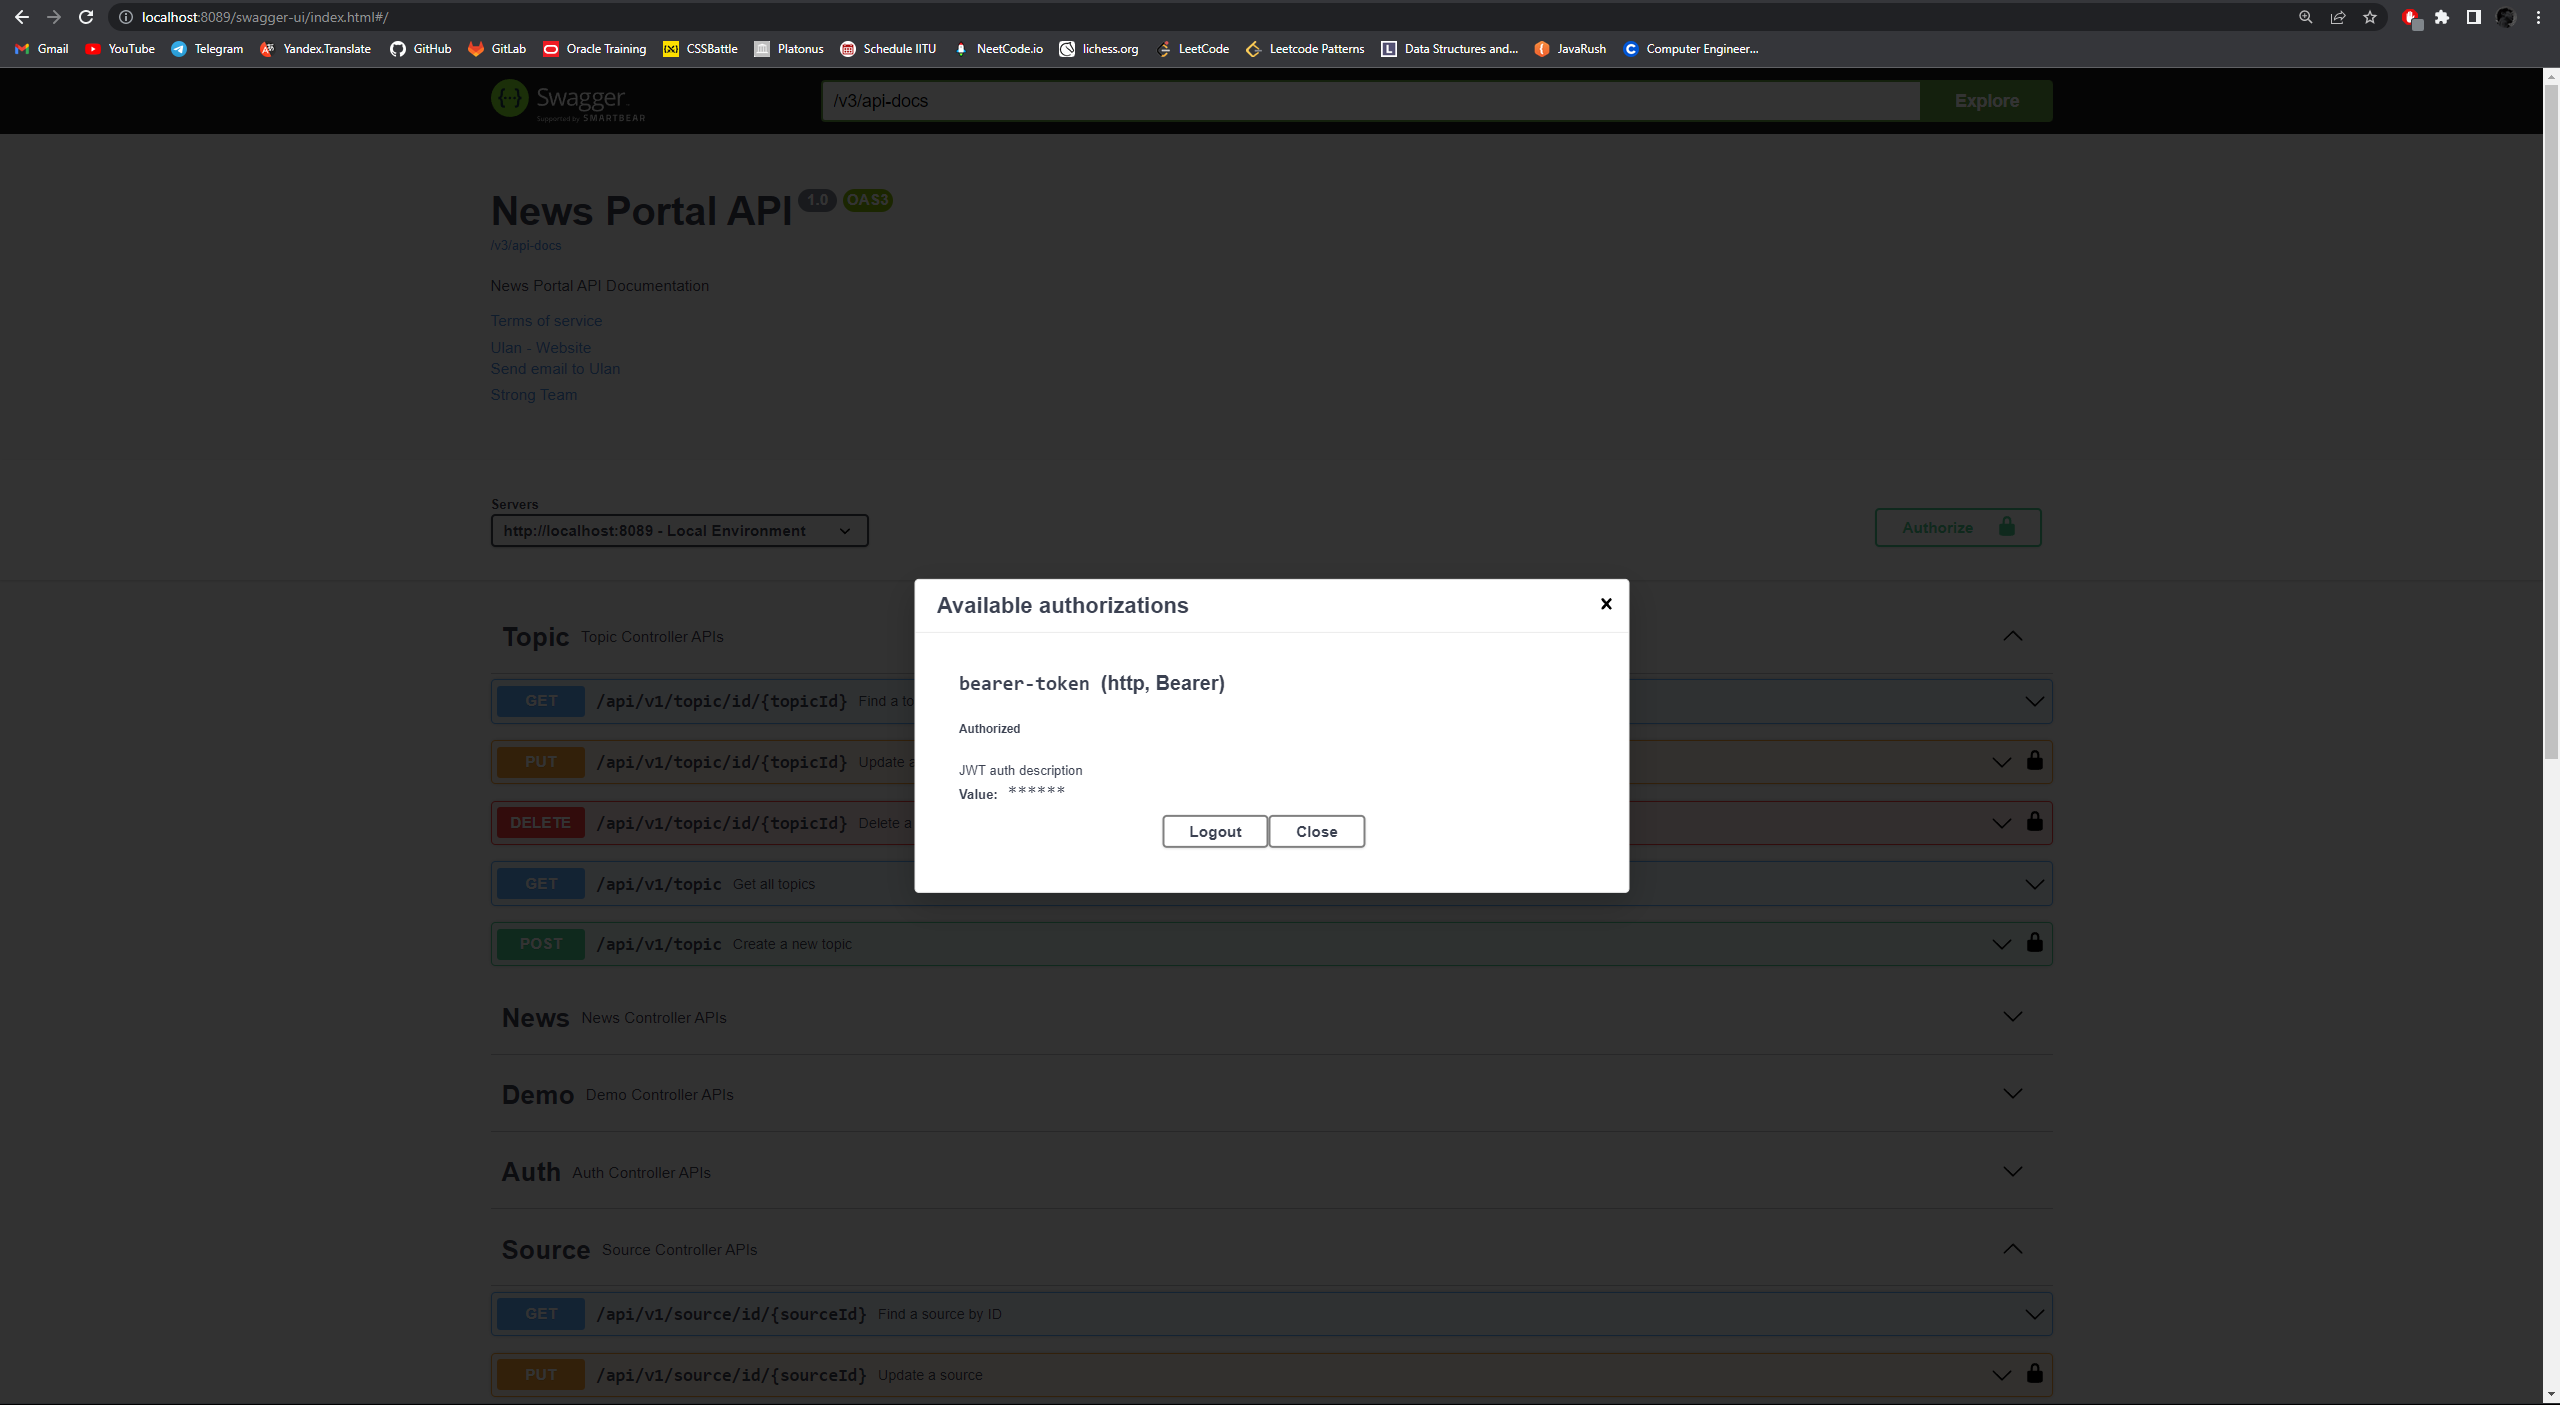 localhost:8089/swagger-ui/index.html#/
Gmail YouTube Telegram Yandex.Translate GitHub GitLab Oracle Training CSSBattle Platonus Schedule IITU NeetCode.io lichess.org LeetCode Leetcode Patterns Data Structures and... JavaRush Computer Engineer...
Swagger
Supported by SMARTBEAR
/v3/api-docs
Explore
News Portal API 1.0 OAS3
/v3/api-docs
News Portal API Documentation
Terms of service
Ulan - Website
Send email to Ulan
Strong Team
Servers
http://localhost:8089 - Local Environment
Authorize
Available authorizations
bearer-token (http, Bearer)
Authorized
JWT auth description
Value: ******
Logout Close
Topic Topic Controller APIs
GET /api/v1/topic/id/{topicId} Find a to
PUT /api/v1/topic/id/{topicId} Update a
DELETE /api/v1/topic/id/{topicId} Delete a
GET /api/v1/topic Get all topics
POST /api/v1/topic Create a new topic
News News Controller APIs
Demo Demo Controller APIs
Auth Auth Controller APIs
Source Source Controller APIs
GET /api/v1/source/id/{sourceId} Find a source by ID
PUT /api/v1/source/id/{sourceId} Update a source